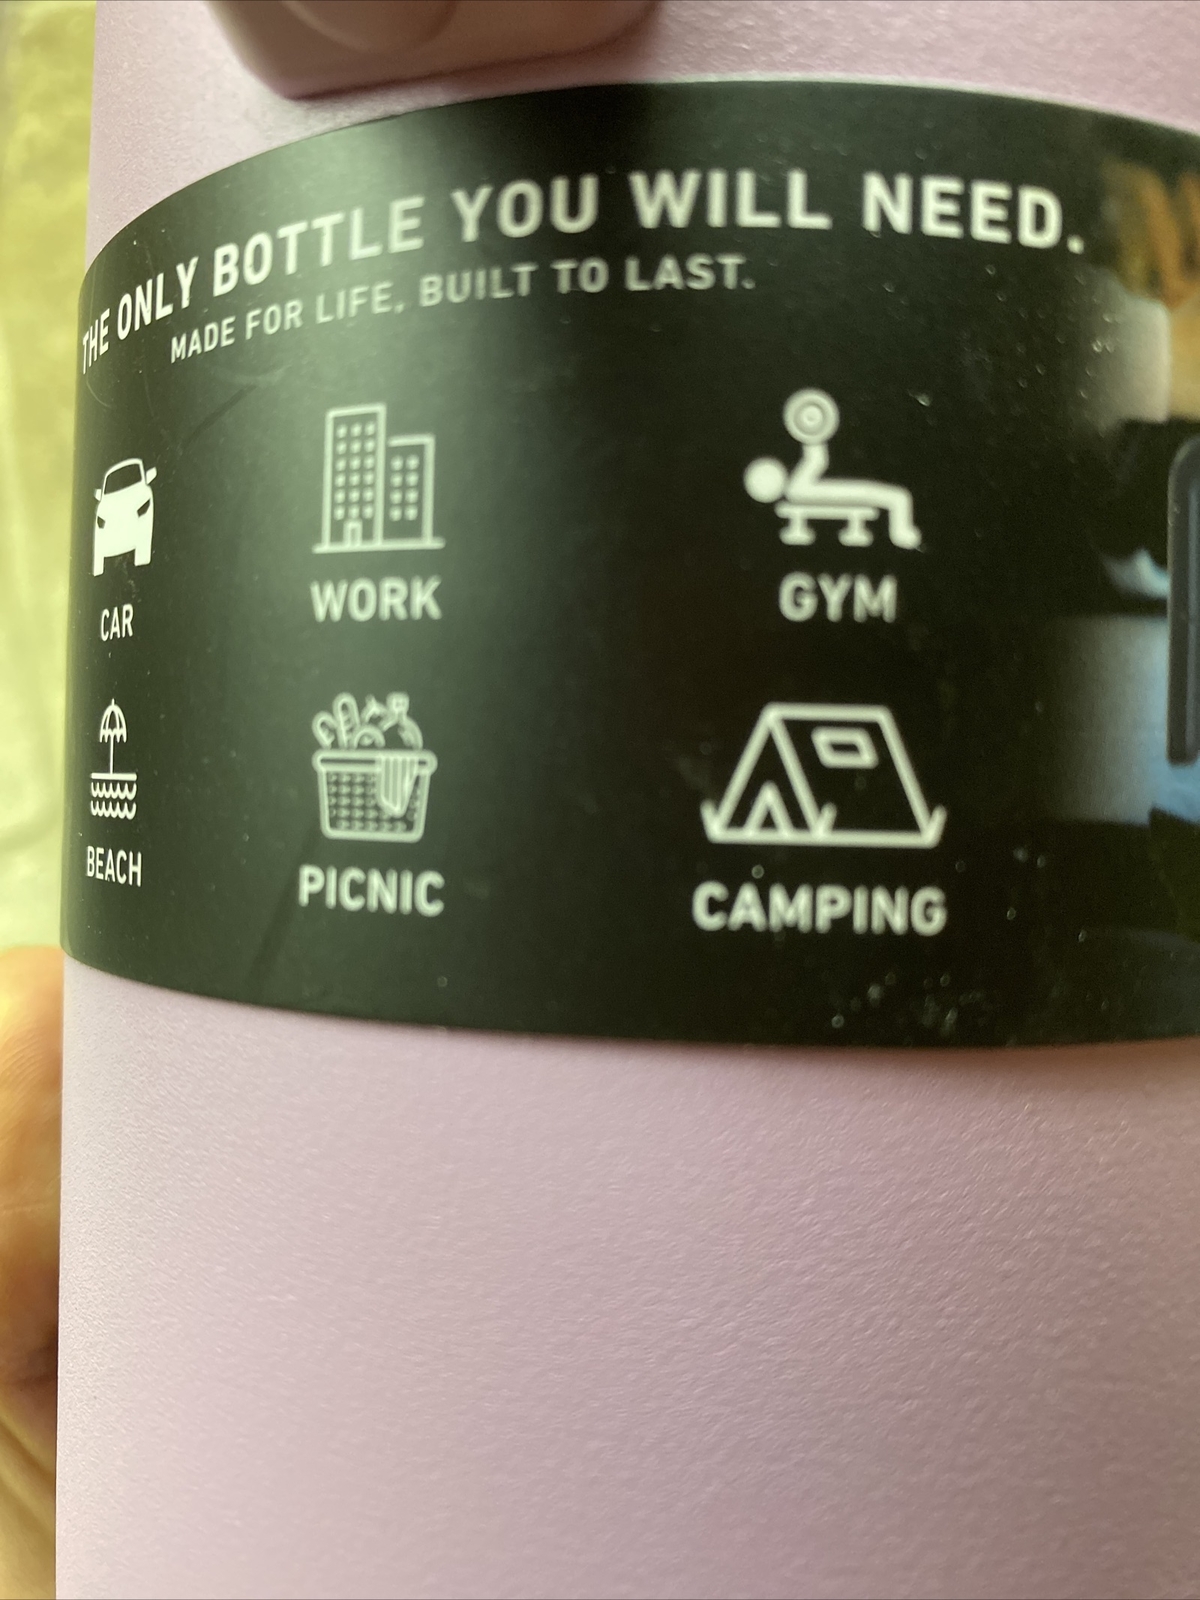 THE ONLY BOTTLE YOU WILL NEED.
MADE FOR LIFE, BUILT TO LAST.
CAR WORK GYM
BEACH PICNIC CAMPING